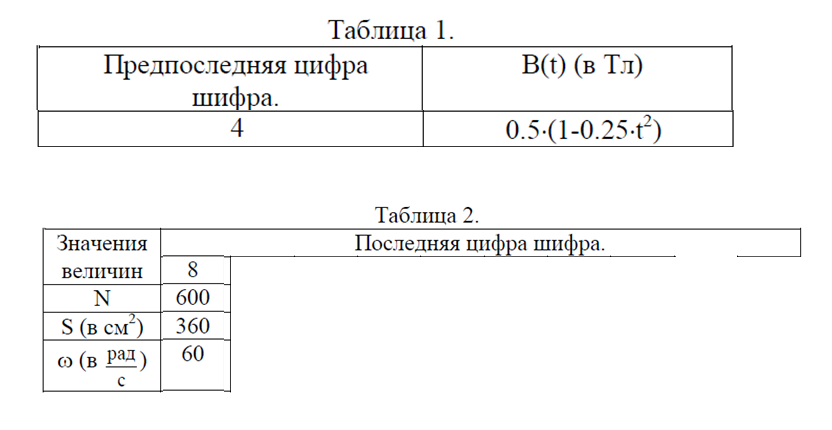 Таблица 1.
Предпоследняя цифра шифра. B(t) (в Тл)
4 0.5·(1-0.25·t²)
Таблица 2.
Значения величин Последняя цифра шифра.
8
N 600
S (в см²) 360
ω (в рад/с) 60